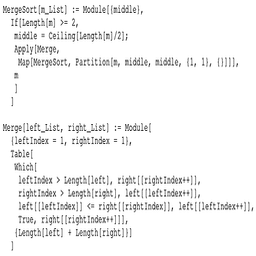 MergeSort[m_List] := Module[{middle},
If[Length[m] >= 2,
middle = Ceiling[Length[m]/2];
Apply[Merge,
Map[MergeSort, Partition[m, middle, middle, {1, 1}, {}]]],
m
]
]
Merge[left_List, right_List] := Module[
{leftIndex = 1, rightIndex = 1},
Table[
Which[
leftIndex > Length[left], right[[rightIndex++]],
rightIndex > Length[right], left[[leftIndex++]],
left[[leftIndex]] <= right[[rightIndex]], left[[leftIndex++]],
True, right[[rightIndex++]]],
{Length[left] + Length[right]}]
]